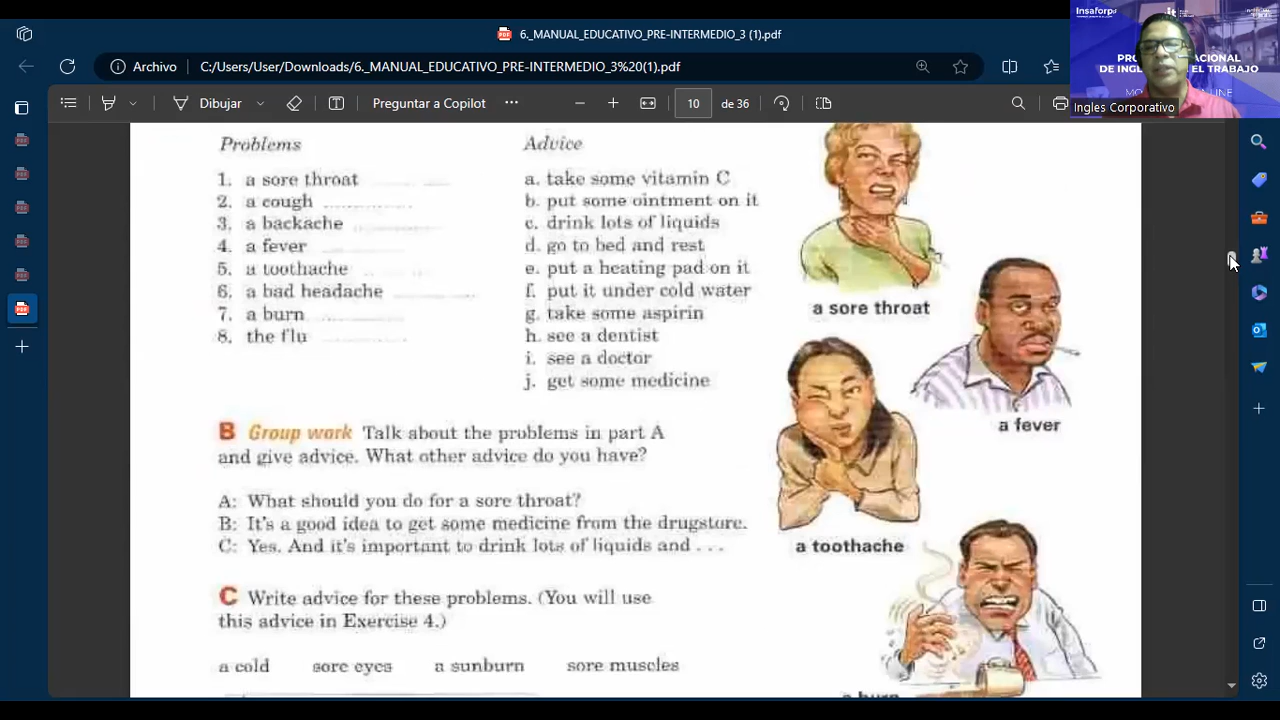 6._MANUAL_EDUCATIVO_PRE-INTERMEDIO_3 (1).pdf
Archivo
C:/Users/User/Downloads/6._MANUAL_EDUCATIVO_PRE-INTERMEDIO_3%20(1).pdf
Dibujar
Preguntar a Copilot
10 de 36
Insaforp
Ingles Corporativo
Problems
1. a sore throat
2. a cough
3. a backache
4. a fever
5. a toothache
6. a bad headache
7. a burn
8. the flu
Advice
a. take some vitamin C
b. put some ointment on it
c. drink lots of liquids
d. go to bed and rest
e. put a heating pad on it
f. put it under cold water
g. take some aspirin
h. see a dentist
i. see a doctor
j. get some medicine
a sore throat
a fever
a toothache
a burn
B Group work Talk about the problems in part A
and give advice. What other advice do you have?
A: What should you do for a sore throat?
B: It's a good idea to get some medicine from the drugstore.
C: Yes. And it's important to drink lots of liquids and . . .
C Write advice for these problems. (You will use
this advice in Exercise 4.)
a cold sore eyes a sunburn sore muscles